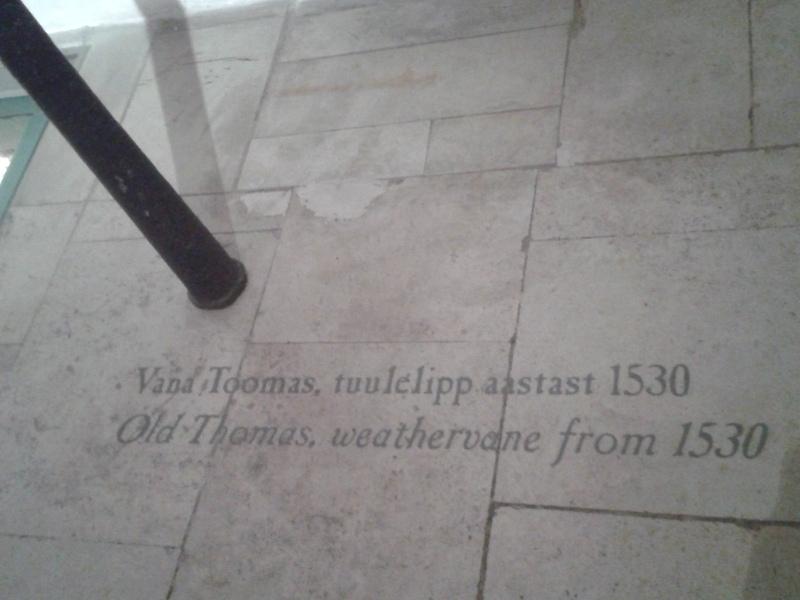 Vana Toomas, tuulelipp aastast 1530
Old Thomas, weathervane from 1530